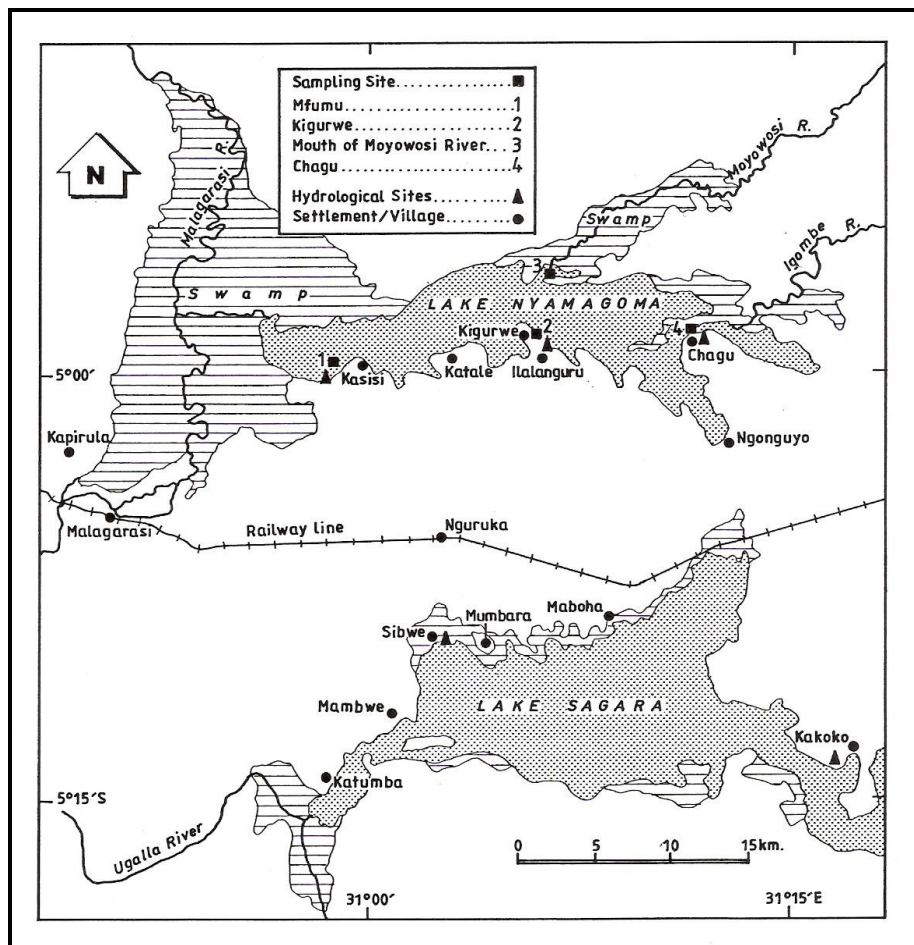 Sampling Site.............. ■
Mfumu..................... 1
Kigurwe................... 2
Mouth of Moyowosi River... 3
Chagu..................... 4
Hydrological Sites........ ▲
Settlement/Village........ ●
N
Malagarasi R.
Moyowosi R.
Swamp
Igombe R.
Swamp
3
LAKE NYAMAGOMA
Kigurwe
2
4
1
Chagu
5°00′
Kasisi
Katale
Ilalanguru
Kapirula
Ngonguyo
Malagarasi
Railway line
Nguruka
Maboha
Mumbara
Sibwe
Mambwe
LAKE SAGARA
Kakoko
Katumba
5°15′S
Ugalla River
0 5 10 15km.
31°00′
31°15′E